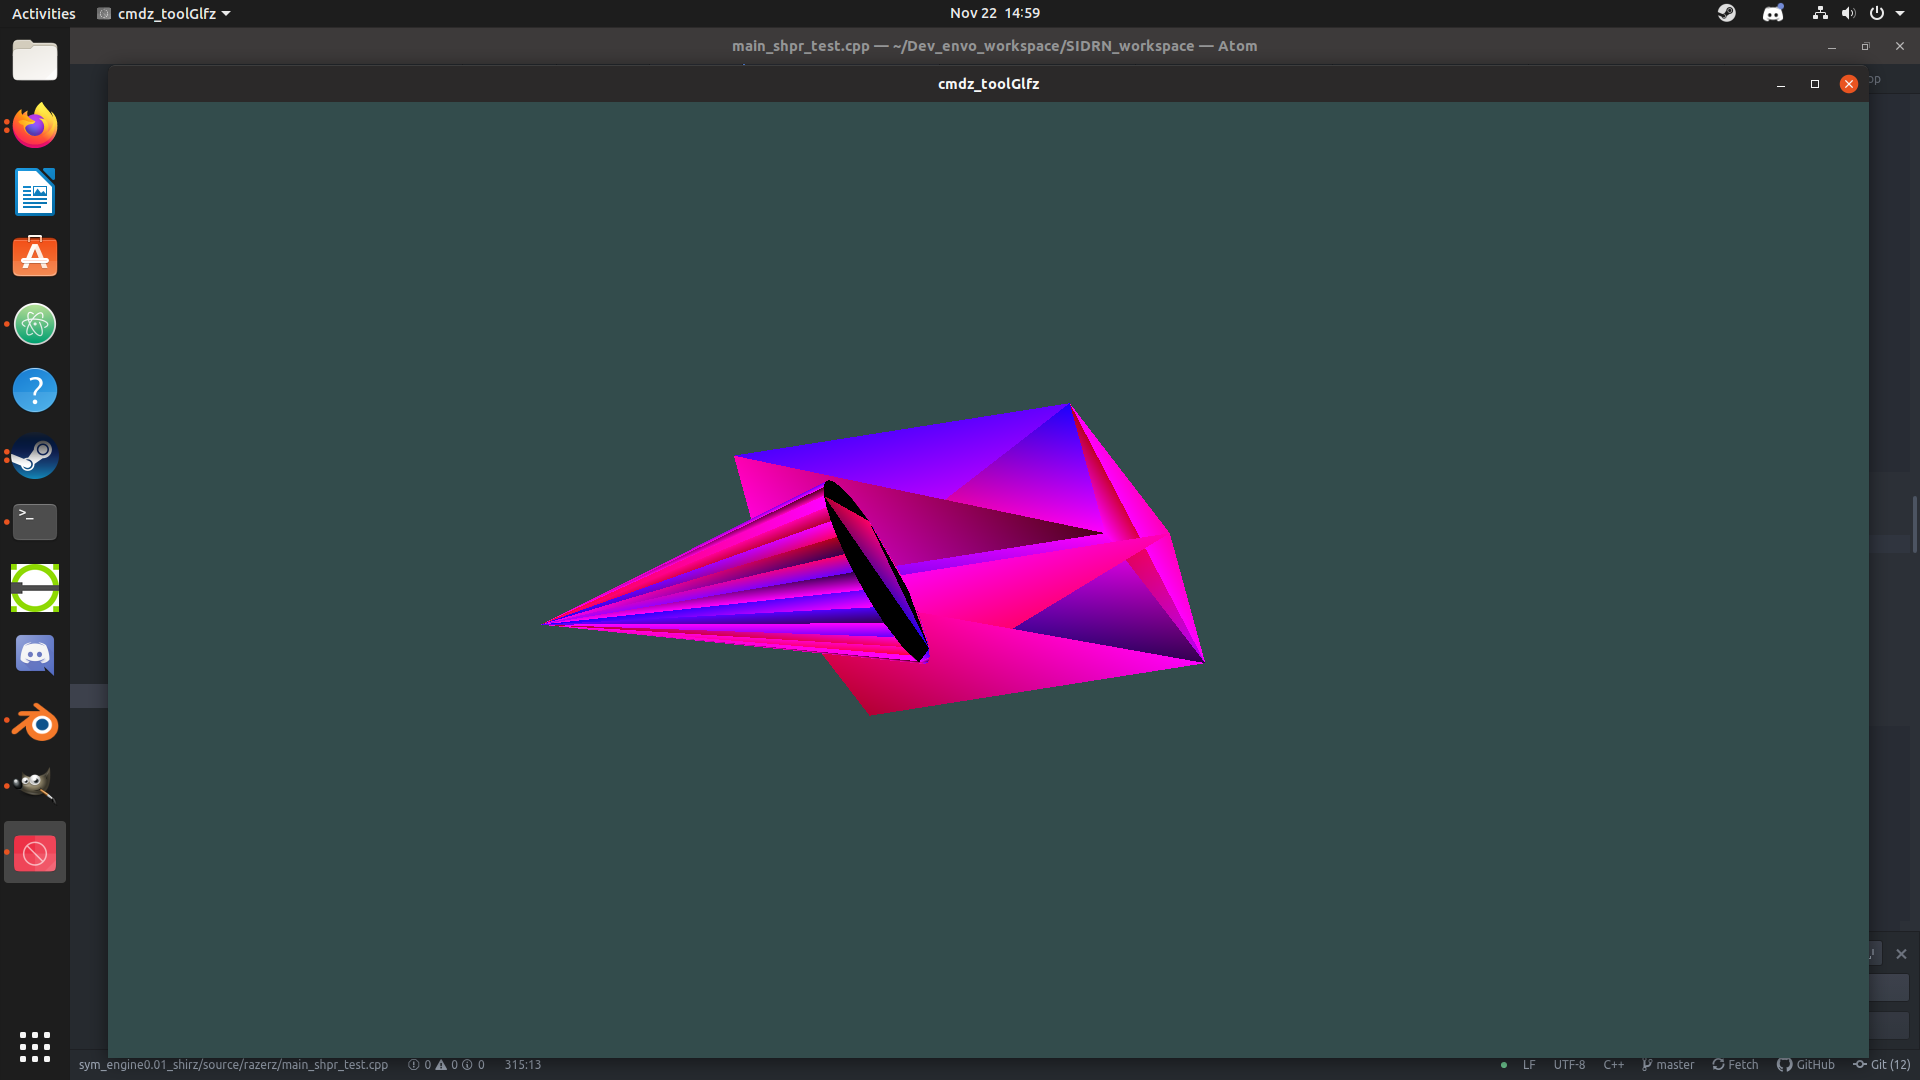 Activities cmdz_toolGlfz Nov 22 14:59
main_shpr_test.cpp — ~/Dev_envo_workspace/SIDRN_workspace — Atom
cmdz_toolGlfz
sym_engine0.01_shirz/source/razerz/main_shpr_test.cpp 0 0 0 315:13 LF UTF-8 C++ master Fetch GitHub Git (12)